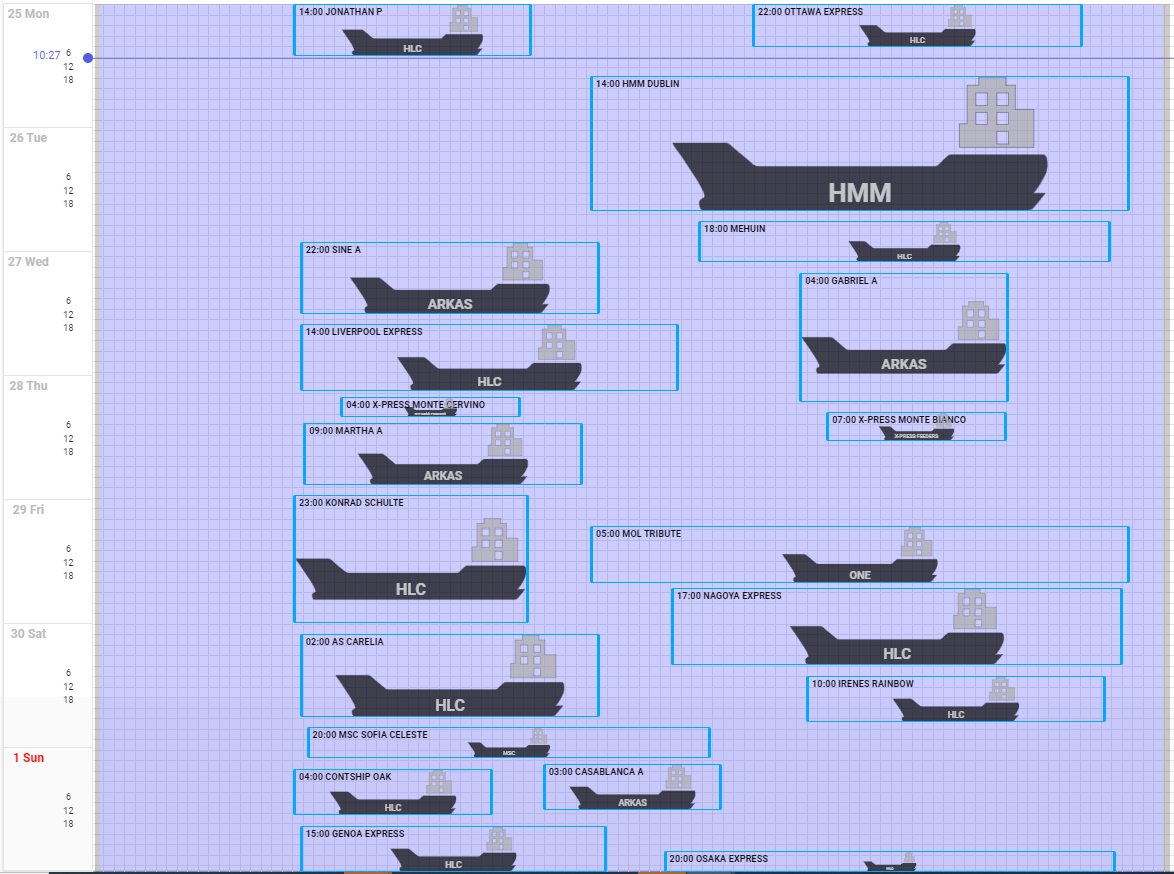 25 Mon
14:00 JONATHAN P
HLC
22:00 OTTAWA EXPRESS
HLC
10:27
6
12
18
14:00 HMM DUBLIN
HMM
26 Tue
6
12
18
18:00 MEHUIN
HLC
22:00 SINE A
ARKAS
27 Wed
04:00 GABRIEL A
ARKAS
6
12
18
14:00 LIVERPOOL EXPRESS
HLC
28 Thu
04:00 X-PRESS MONTE CERVINO
07:00 X-PRESS MONTE BIANCO
X-PRESS FEEDERS
6
12
18
09:00 MARTHA A
ARKAS
23:00 KONRAD SCHULTE
HLC
29 Fri
05:00 MOL TRIBUTE
ONE
6
12
18
17:00 NAGOYA EXPRESS
HLC
30 Sat
02:00 AS CARELIA
HLC
6
12
18
10:00 IRENES RAINBOW
HLC
20:00 MSC SOFIA CELESTE
MSC
1 Sun
04:00 CONTSHIP OAK
HLC
03:00 CASABLANCA A
ARKAS
6
12
18
15:00 GENOA EXPRESS
HLC
20:00 OSAKA EXPRESS